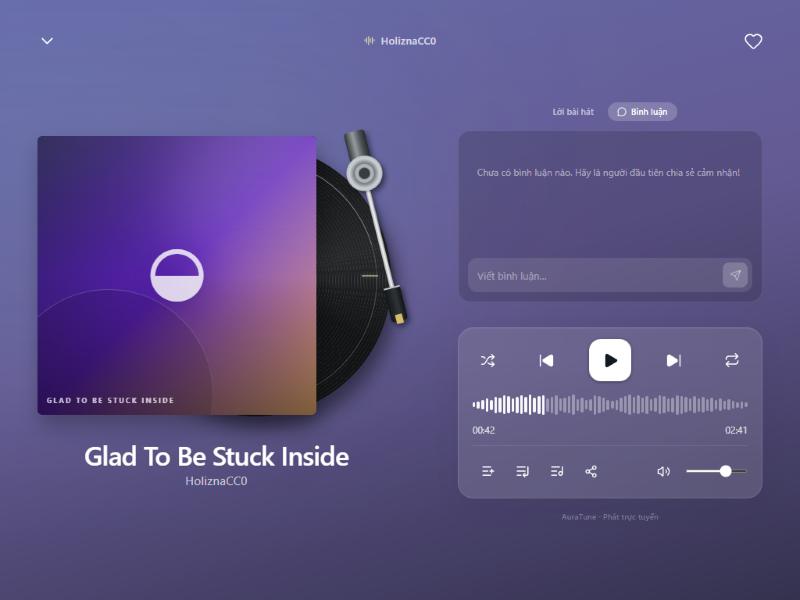 HoliznaCC0
Lời bài hát
Bình luận
Chưa có bình luận nào. Hãy là người đầu tiên chia sẻ cảm nhận!
Viết bình luận...
GLAD TO BE STUCK INSIDE
Glad To Be Stuck Inside
HoliznaCC0
00:42
02:41
AuraTune · Phát trực tuyến